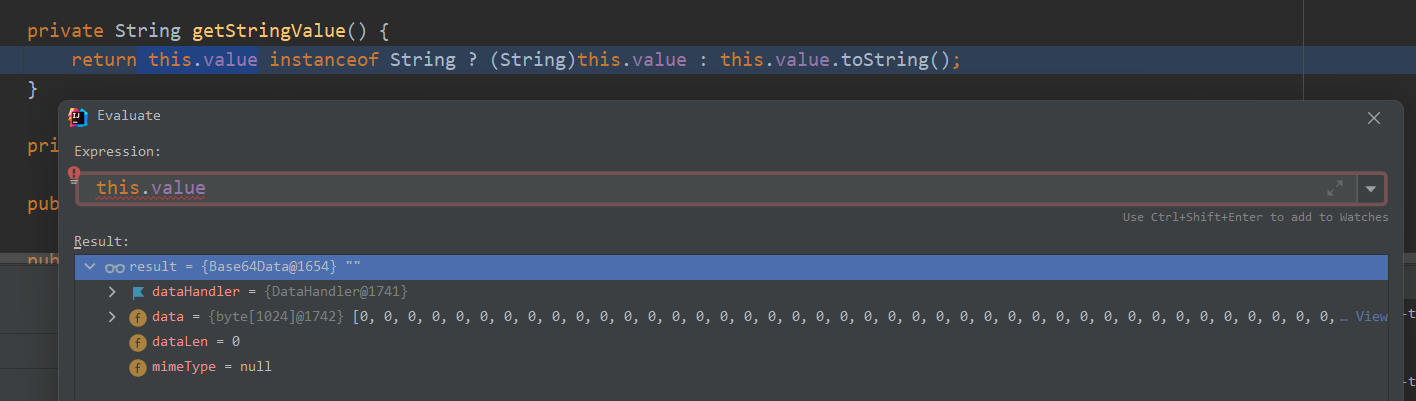 private String getStringValue() {
return this.value instanceof String ? (String)this.value : this.value.toString();
}
Evaluate
pri
Expression:
this.value
pub
Use Ctrl+Shift+Enter to add to Watches
Result:
pub
result = {Base64Data@1654} ""
dataHandler = {DataHandler@1741}
data = {byte[1024]@1742} [0, 0, 0, 0, 0, 0, 0, 0, 0, 0, 0, 0, 0, 0, 0, 0, 0, 0, 0, 0, 0, 0, 0, 0, 0, 0, 0, 0, 0, 0, 0, 0, 0, 0, 0, 0, 0, 0, 0, 0, 0,… View
-t
dataLen = 0
mimeType = null
-t